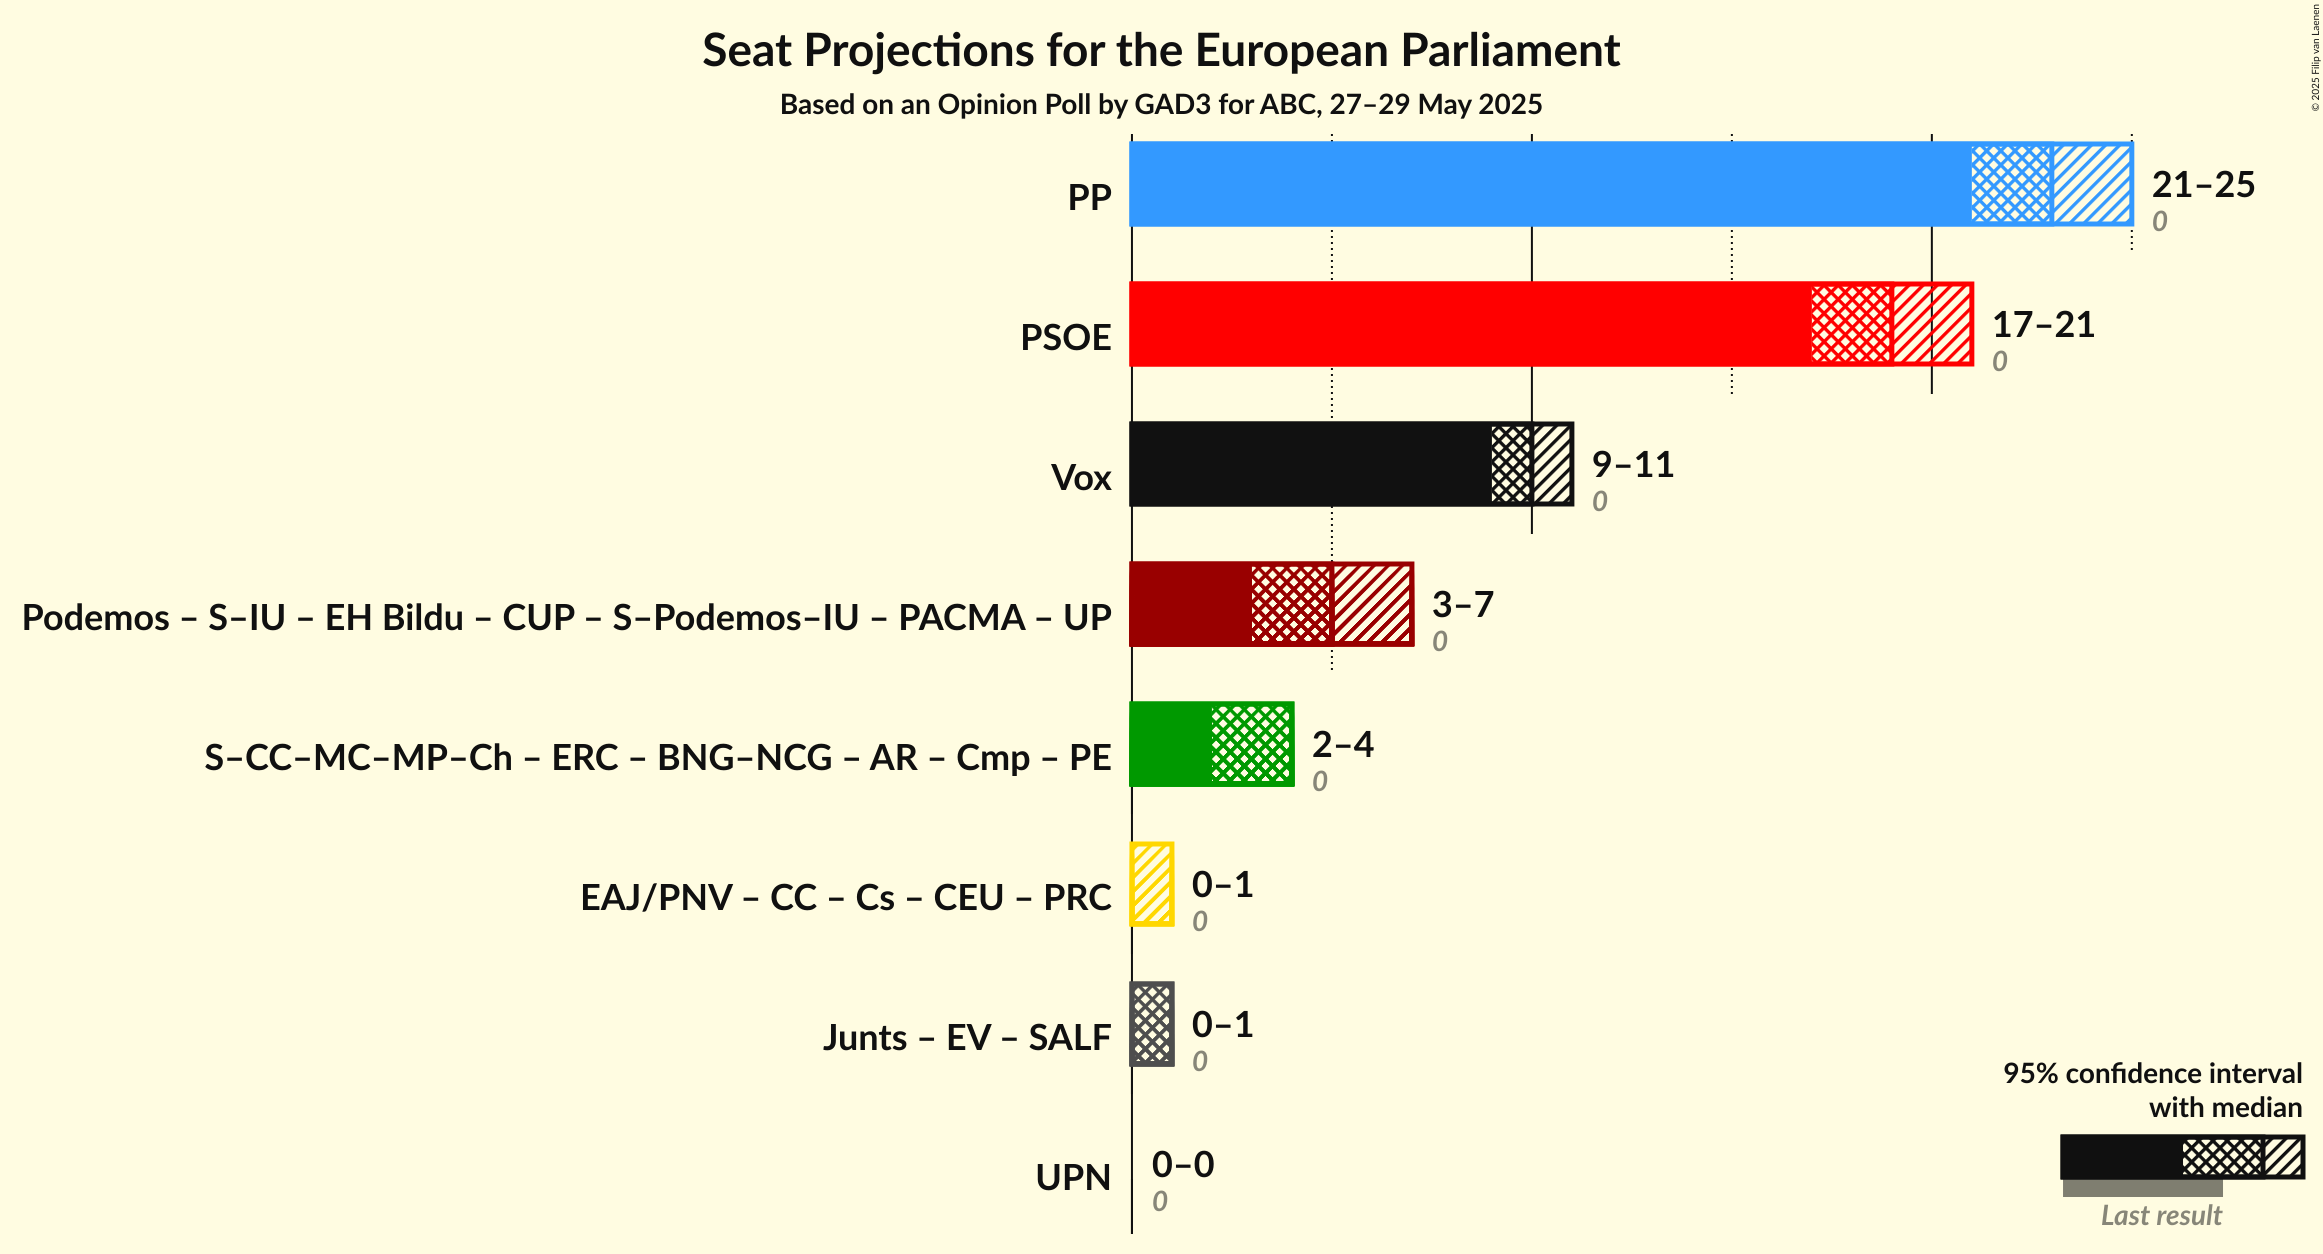 Seat Projections for the European Parliament
Based on an Opinion Poll by GAD3 for ABC, 27–29 May 2025
© 2025 Filip van Laenen
PP
21–25
0
PSOE
17–21
0
Vox
9–11
0
Podemos – S–IU – EH Bildu – CUP – S–Podemos–IU – PACMA – UP
3–7
0
S–CC–MC–MP–Ch – ERC – BNG–NCG – AR – Cmp – PE
2–4
0
EAJ/PNV – CC – Cs – CEU – PRC
0–1
0
Junts – EV – SALF
0–1
0
UPN
0–0
0
95% confidence interval
with median
Last result